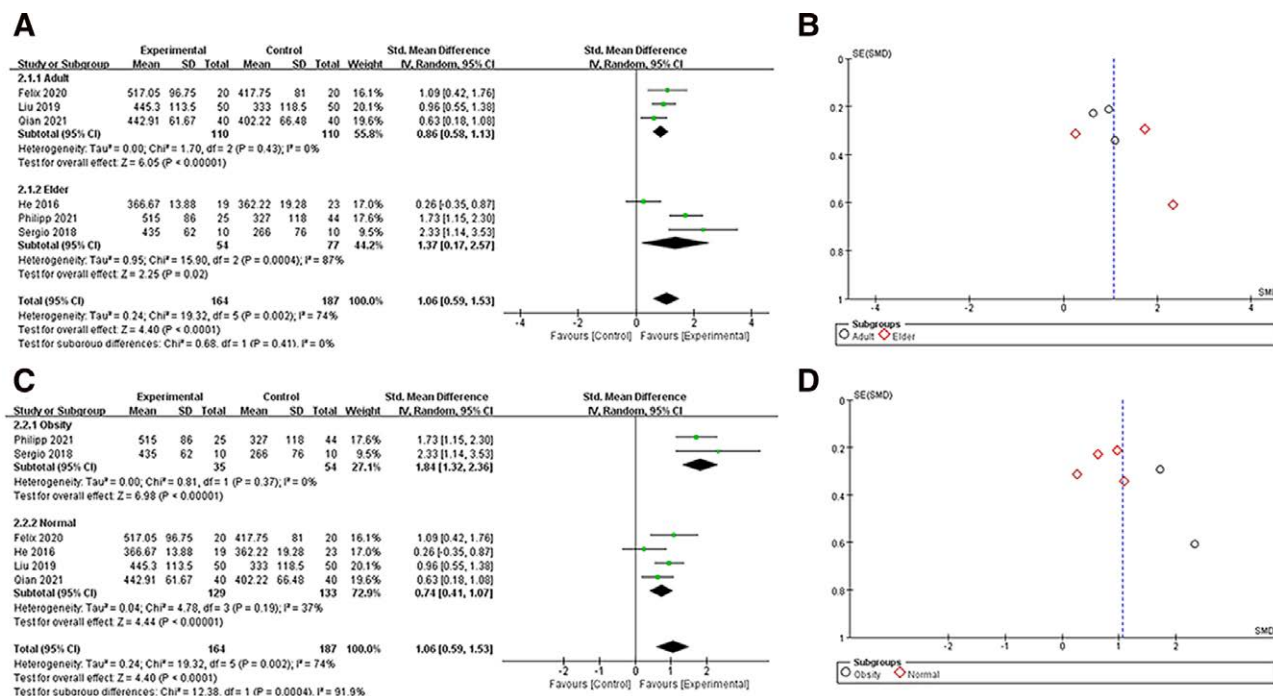 A
Experimental Control Std. Mean Difference Std. Mean Difference
Study or Subgroup Mean SD Total Mean SD Total Weight IV, Random, 95% CI IV, Random, 95% CI
2.1.1 Adult
Felix 2020 517.05 96.75 20 417.75 81 20 16.1% 1.09 [0.42, 1.76]
Liu 2019 445.3 113.5 50 333 118.5 50 20.1% 0.96 [0.55, 1.38]
Qian 2021 442.91 61.67 40 402.22 66.48 40 19.6% 0.63 [0.18, 1.08]
Subtotal (95% CI) 110 110 55.8% 0.86 [0.58, 1.13]
Heterogeneity: Tau² = 0.00; Chi² = 1.70, df = 2 (P = 0.43); I² = 0%
Test for overall effect: Z = 6.05 (P < 0.00001)
2.1.2 Elder
He 2016 366.67 13.88 19 362.22 19.28 23 17.0% 0.26 [-0.35, 0.87]
Philipp 2021 515 86 25 327 118 44 17.6% 1.73 [1.15, 2.30]
Sergio 2018 435 62 10 266 76 10 9.5% 2.33 [1.14, 3.53]
Subtotal (95% CI) 54 77 44.2% 1.37 [0.17, 2.57]
Heterogeneity: Tau² = 0.95; Chi² = 15.90, df = 2 (P = 0.0004); I² = 87%
Test for overall effect: Z = 2.25 (P = 0.02)
Total (95% CI) 164 187 100.0% 1.06 [0.59, 1.53]
Heterogeneity: Tau² = 0.24; Chi² = 19.32, df = 5 (P = 0.002); I² = 74%
Test for overall effect: Z = 4.40 (P < 0.0001)
Test for subgroup differences: Chi² = 0.68, df = 1 (P = 0.41), I² = 0%
-4 -2 0 2 4
Favours [Control] Favours [Experimental]
B
SE(SMD)
0
0.2
0.4
0.6
0.8
1
SMD
-4 -2 0 2 4
Subgroups
Adult Elder
C
Experimental Control Std. Mean Difference Std. Mean Difference
Study or Subgroup Mean SD Total Mean SD Total Weight IV, Random, 95% CI IV, Random, 95% CI
2.2.1 Obsity
Philipp 2021 515 86 25 327 118 44 17.6% 1.73 [1.15, 2.30]
Sergio 2018 435 62 10 266 76 10 9.5% 2.33 [1.14, 3.53]
Subtotal (95% CI) 35 54 27.1% 1.84 [1.32, 2.36]
Heterogeneity: Tau² = 0.00; Chi² = 0.81, df = 1 (P = 0.37); I² = 0%
Test for overall effect: Z = 6.98 (P < 0.00001)
2.2.2 Normal
Felix 2020 517.05 96.75 20 417.75 81 20 16.1% 1.09 [0.42, 1.76]
He 2016 366.67 13.88 19 362.22 19.28 23 17.0% 0.26 [-0.35, 0.87]
Liu 2019 445.3 113.5 50 333 118.5 50 20.1% 0.96 [0.55, 1.38]
Qian 2021 442.91 61.67 40 402.22 66.48 40 19.6% 0.63 [0.18, 1.08]
Subtotal (95% CI) 129 133 72.9% 0.74 [0.41, 1.07]
Heterogeneity: Tau² = 0.04; Chi² = 4.78, df = 3 (P = 0.19); I² = 37%
Test for overall effect: Z = 4.44 (P < 0.00001)
Total (95% CI) 164 187 100.0% 1.06 [0.59, 1.53]
Heterogeneity: Tau² = 0.24; Chi² = 19.32, df = 5 (P = 0.002); I² = 74%
Test for overall effect: Z = 4.40 (P < 0.0001)
Test for subgroup differences: Chi² = 12.38, df = 1 (P = 0.0004), I² = 91.9%
-2 -1 0 1 2
Favours [Control] Favours [Experimental]
D
SE(SMD)
0
0.2
0.4
0.6
0.8
1
SMD
-2 -1 0 1 2
Subgroups
Obsity Normal